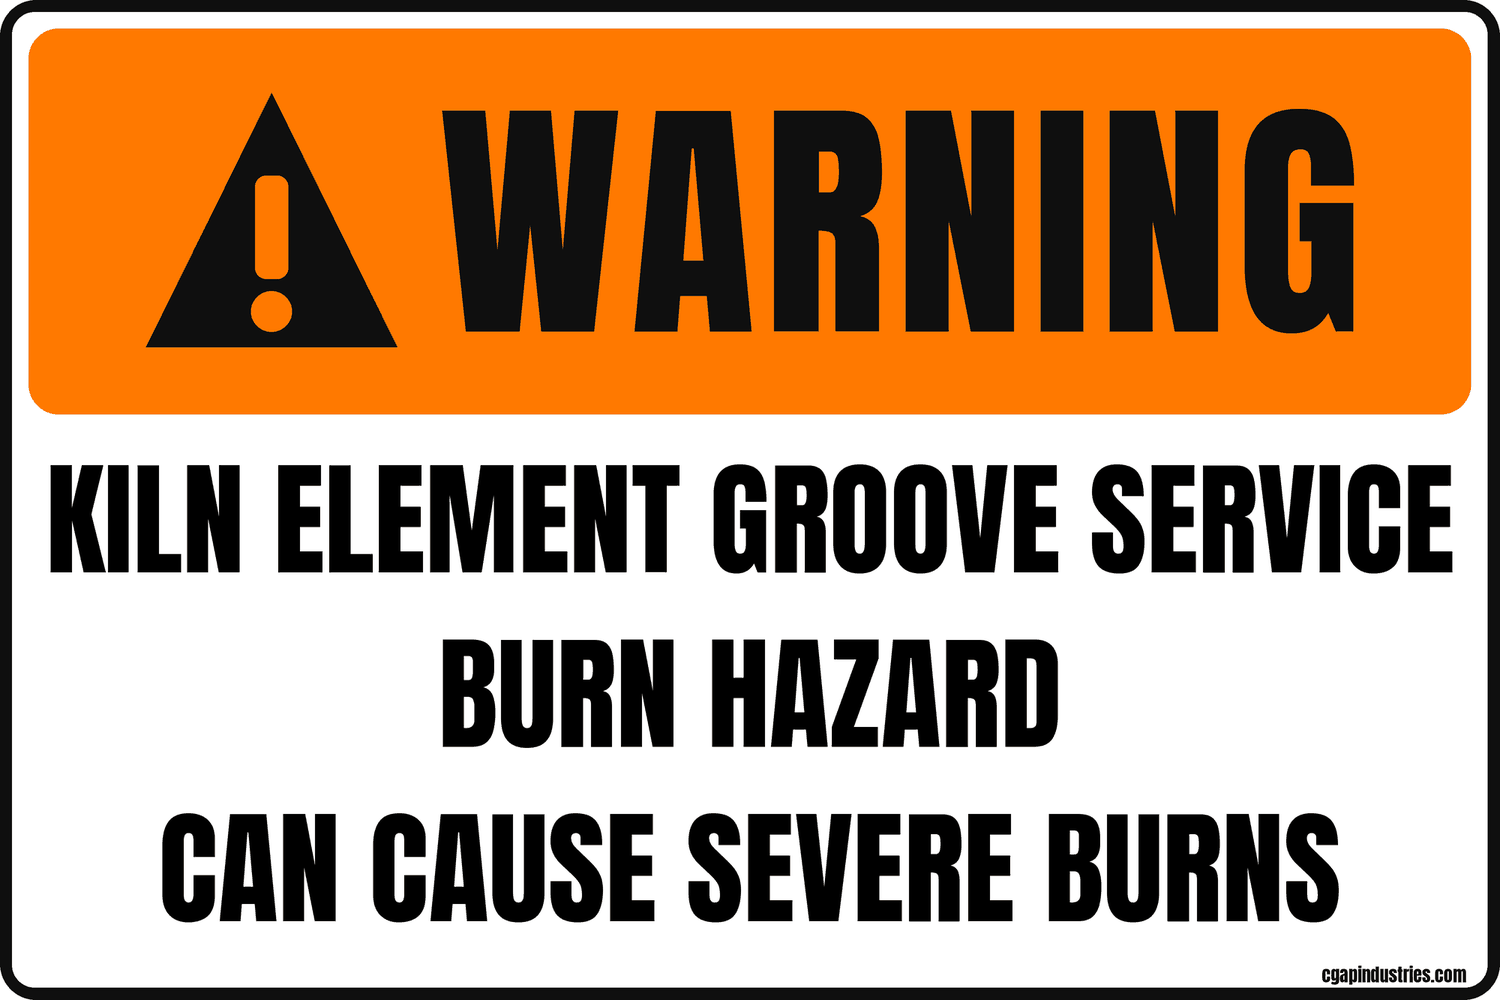 WARNING
KILN ELEMENT GROOVE SERVICE
BURN HAZARD
CAN CAUSE SEVERE BURNS
cgapindustries.com